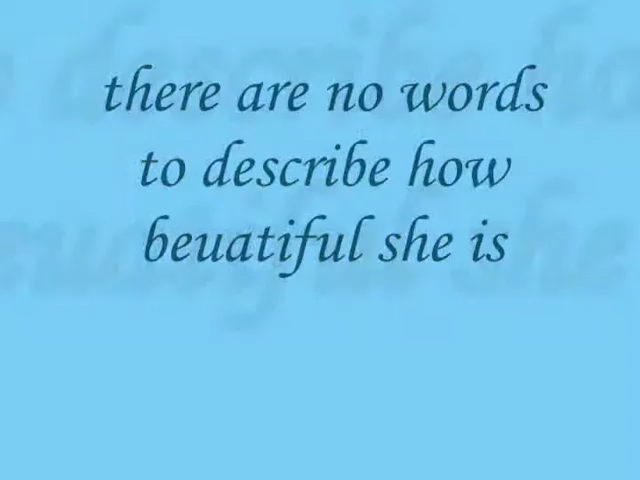 there are no words
to describe how
beuatiful she is